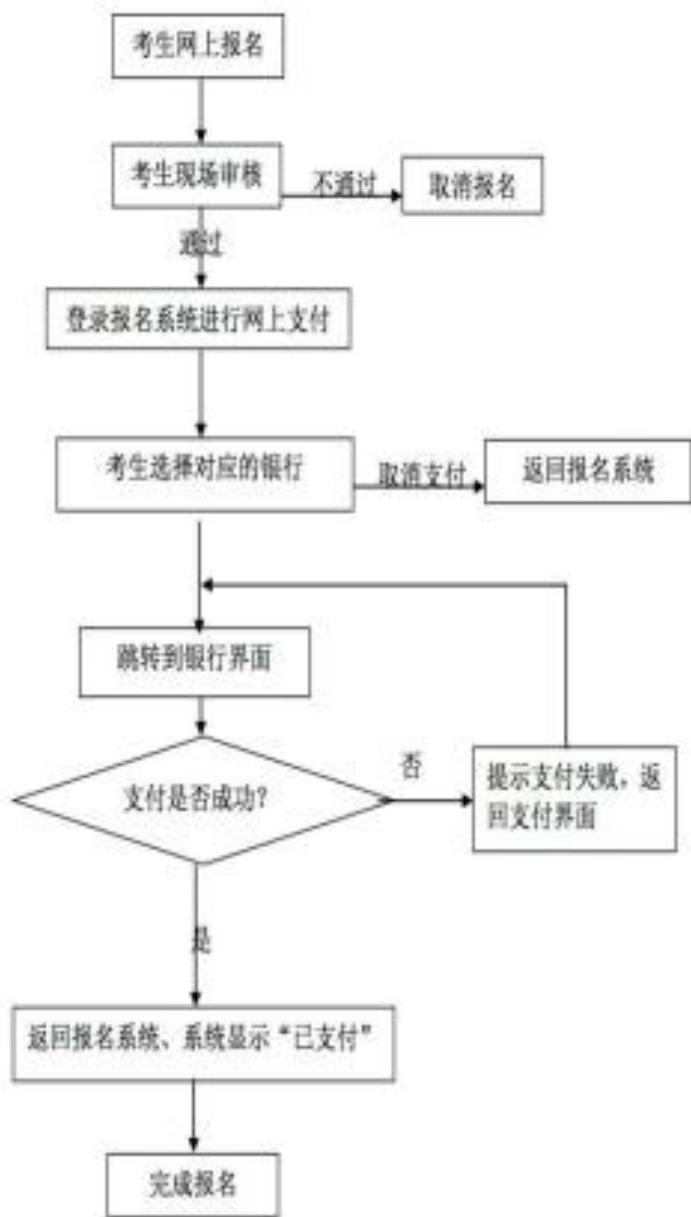 考生网上报名
考生现场审核
不通过
取消报名
通过
登录报名系统进行网上支付
考生选择对应的银行
取消支付
返回报名系统
跳转到银行界面
支付是否成功？
否
提示支付失败，返
回支付界面
是
返回报名系统、系统显示“已支付”
完成报名